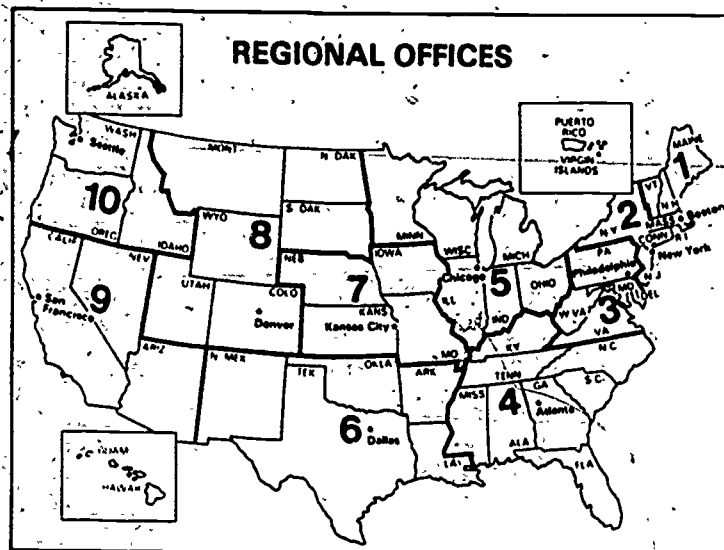 REGIONAL OFFICES
ALASKA
PUERTO
RICO
VIRGIN
ISLANDS
WASH
Seattle
MONT
N DAK
MAINE
1
10
OREG
IDAHO
WYO
8
S DAK
MINN
WISC
MICH
N.Y.
2
VT
N H
MASS
Boston
CONN
R I
New York
CALIF
NEV
9
San
Francisco
UTAH
COLO
Denver
NEB
7
KANS
Kansas City
IOWA
MO
Chicago
ILL
5
IND
OHIO
PA
Philadelphia
N J
MD
DEL
W VA
3
VA
KY
N C
TENN
S C
ARIZ
N MEX
TEX
OKLA
6
Dallas
ARK
LA
MISS
4
ALA
GA
Atlanta
FLA
GUAM
HAWAII